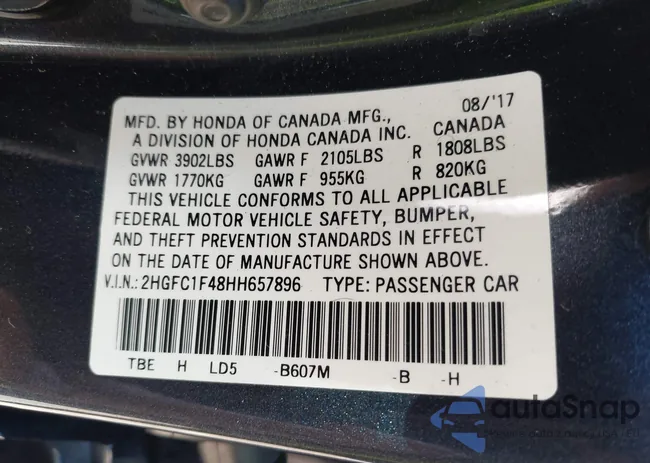 MFD. BY HONDA OF CANADA MFG., 08/'17
A DIVISION OF HONDA CANADA INC. CANADA
GVWR 3902LBS GAWR F 2105LBS R 1808LBS
GVWR 1770KG GAWR F 955KG R 820KG
THIS VEHICLE CONFORMS TO ALL APPLICABLE
FEDERAL MOTOR VEHICLE SAFETY, BUMPER,
AND THEFT PREVENTION STANDARDS IN EFFECT
ON THE DATE OF MANUFACTURE SHOWN ABOVE.
V.I.N.: 2HGFC1F48HH657896 TYPE: PASSENGER CAR
TBE H LD5 -B607M -B -H
autoSnap